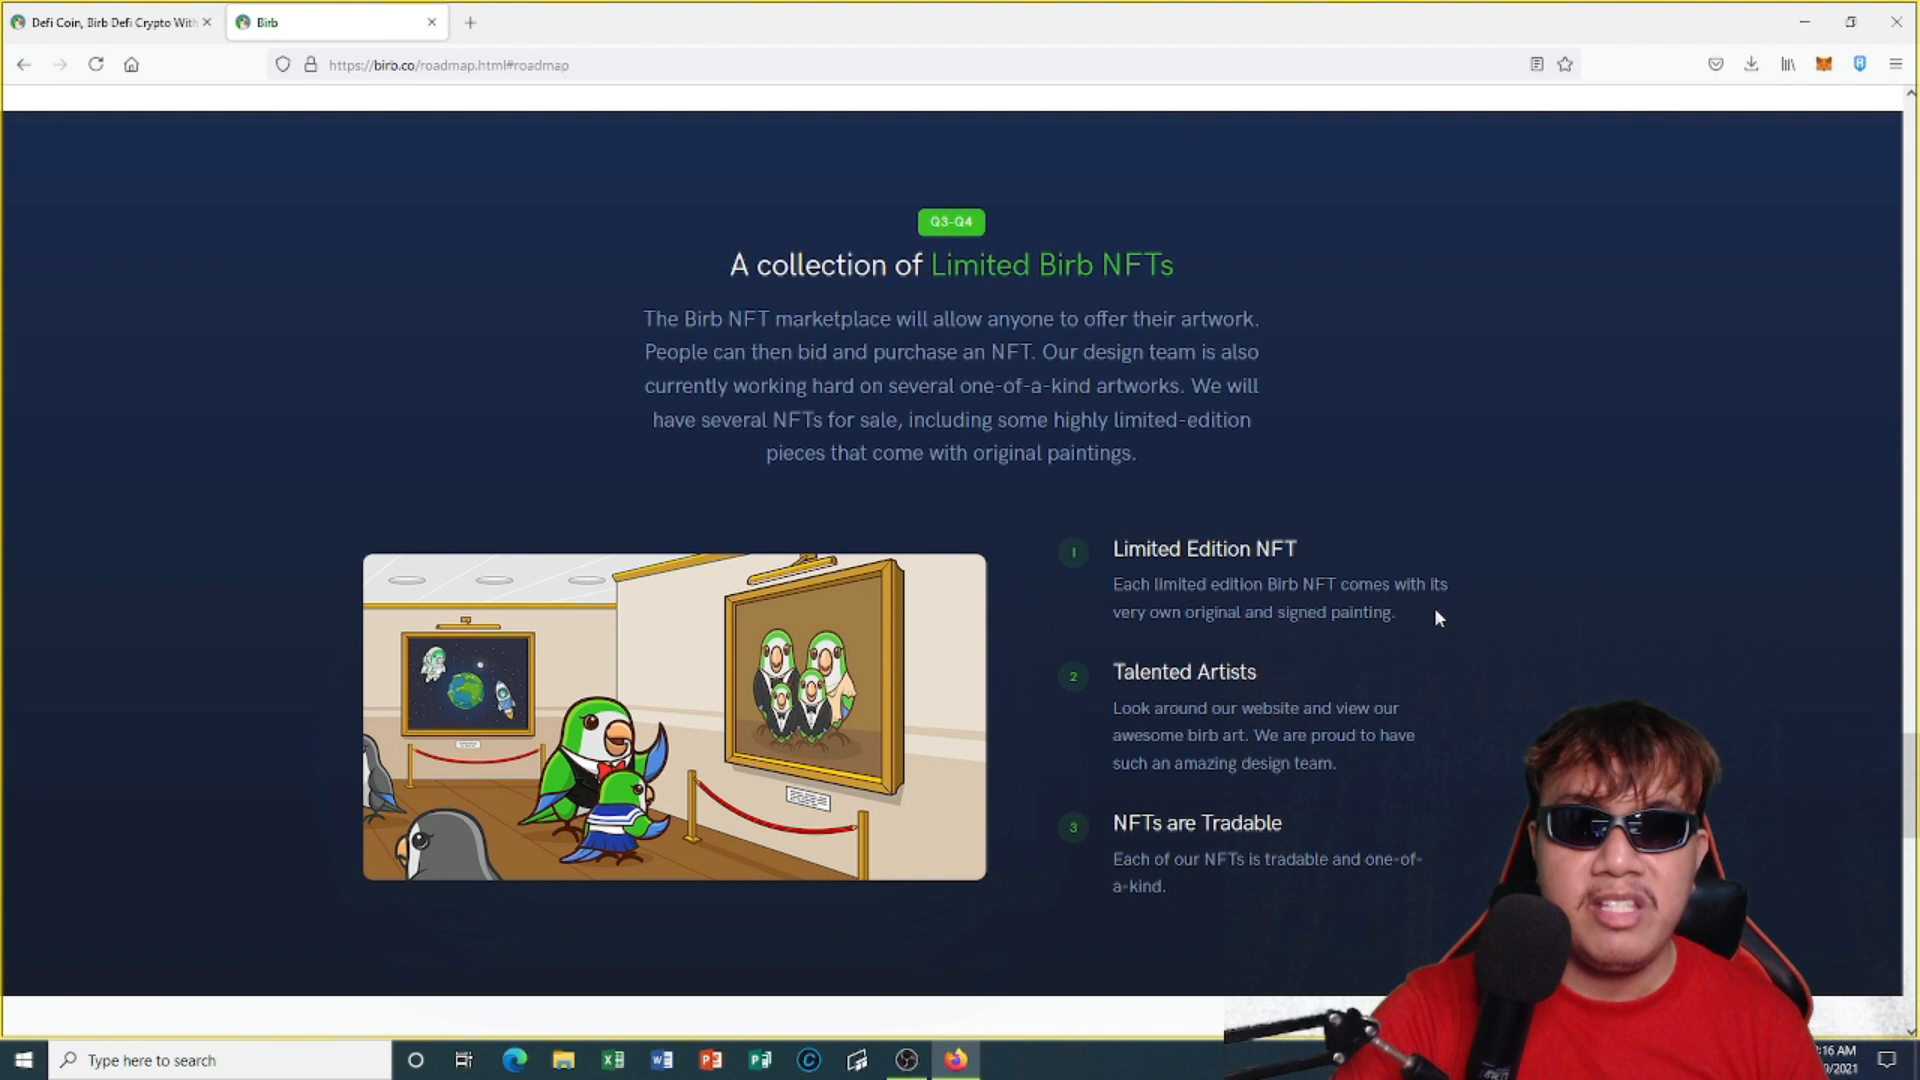 Defi Coin, Birb Defi Crypto With
Birb
https://birb.co/roadmap.html#roadmap
Q3-Q4
A collection of Limited Birb NFTs
The Birb NFT marketplace will allow anyone to offer their artwork.
People can then bid and purchase an NFT. Our design team is also
currently working hard on several one-of-a-kind artworks. We will
have several NFTs for sale, including some highly limited-edition
pieces that come with original paintings.
1
Limited Edition NFT
Each limited edition Birb NFT comes with its
very own original and signed painting.
2
Talented Artists
Look around our website and view our
awesome birb art. We are proud to have
such an amazing design team.
3
NFTs are Tradable
Each of our NFTs is tradable and one-of-
a-kind.
Type here to search
:16 AM
9/2021